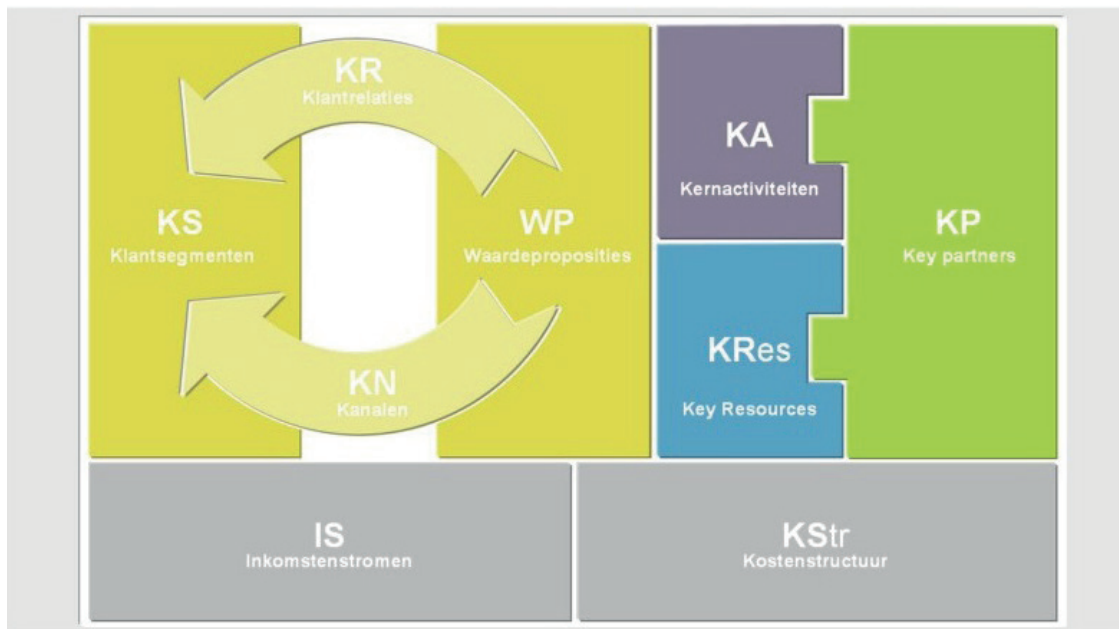 KR
Klantrelaties
KS
Klantsegmenten
WP
Waardeproposities
KN
Kanalen
KA
Kernactiviteiten
KRes
Key Resources
KP
Key partners
IS
Inkomstenstromen
KStr
Kostenstructuur